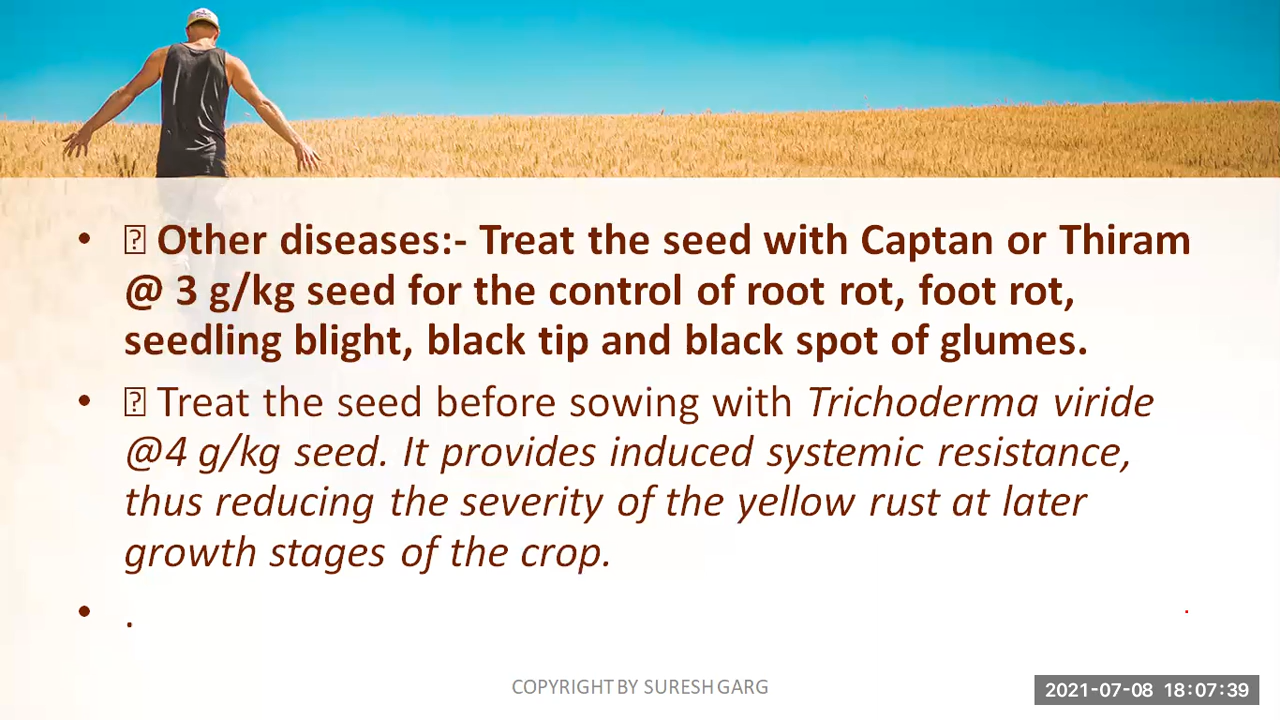 • ⍰ Other diseases:- Treat the seed with Captan or Thiram
@ 3 g/kg seed for the control of root rot, foot rot,
seedling blight, black tip and black spot of glumes.
• ⍰ Treat the seed before sowing with Trichoderma viride
@4 g/kg seed. It provides induced systemic resistance,
thus reducing the severity of the yellow rust at later
growth stages of the crop.
• .
COPYRIGHT BY SURESH GARG
2021-07-08 18:07:39